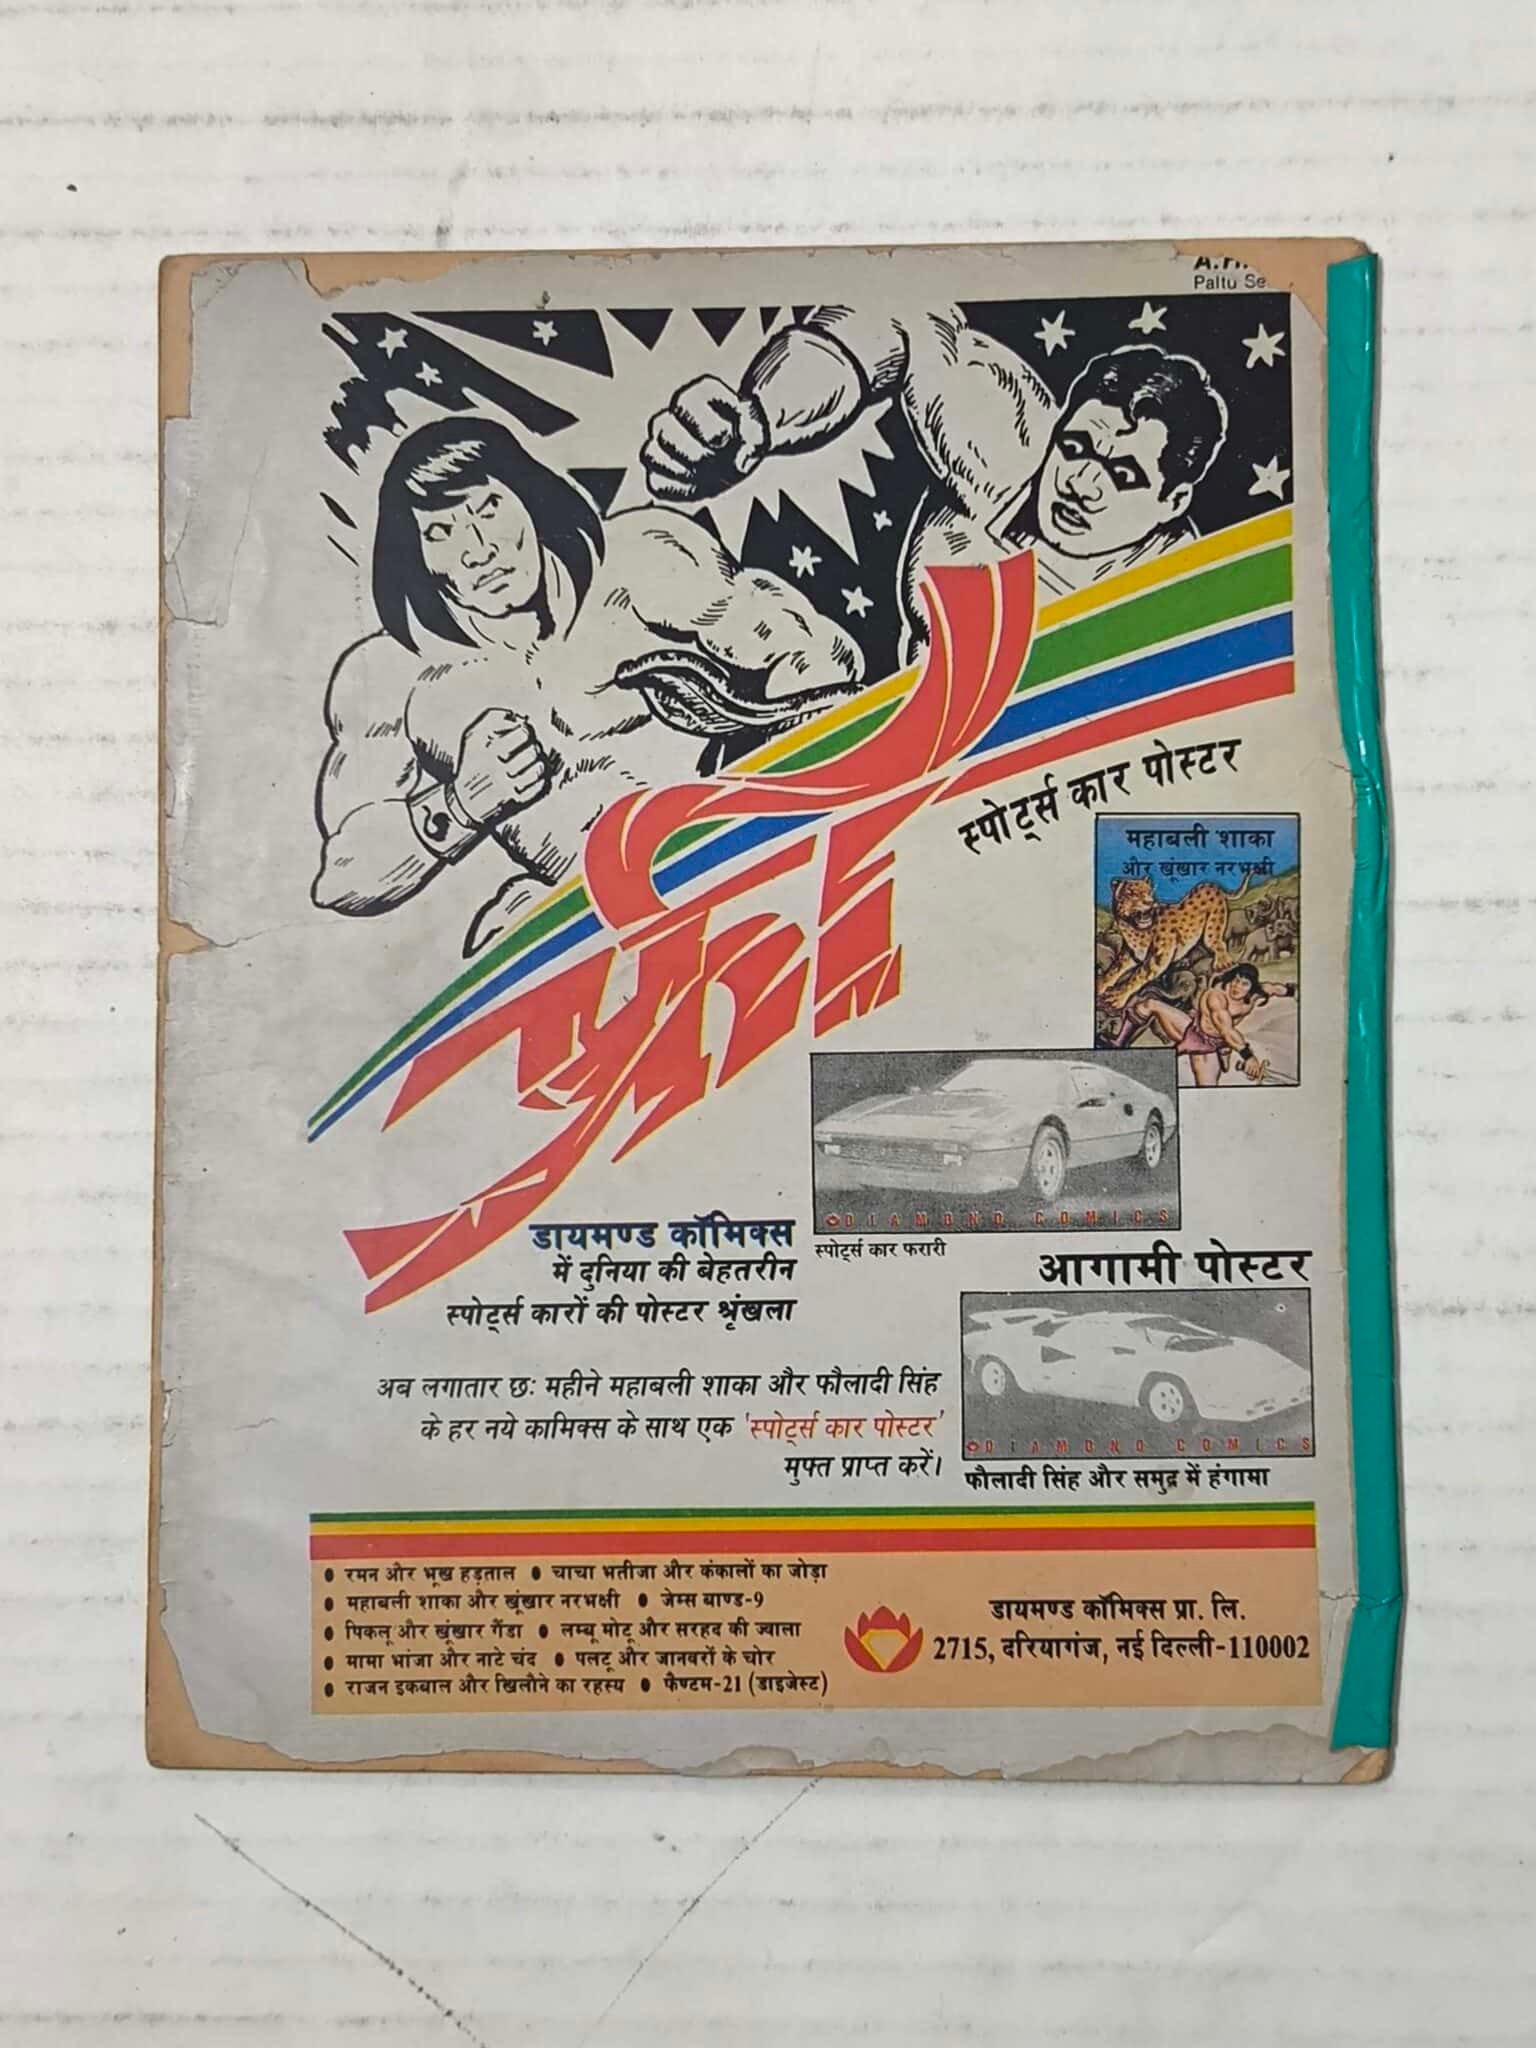 Paltu
मुफ्त
स्पोर्ट्स कार पोस्टर
महाबली शाका
और खूंखार नरभक्षी
DIAMOND COMICS
स्पोर्ट्स कार फरारी
डायमण्ड कॉमिक्स
में दुनिया की बेहतरीन
स्पोर्ट्स कारों की पोस्टर श्रृंखला
आगामी पोस्टर
DIAMOND COMICS
फौलादी सिंह और समुद्र में हंगामा
अब लगातार छः महीने महाबली शाका और फौलादी सिंह
के हर नये कामिक्स के साथ एक 'स्पोर्ट्स कार पोस्टर'
मुफ्त प्राप्त करें।
● रमन और भूख हड़ताल ● चाचा भतीजा और कंकालों का जोड़ा
● महाबली शाका और खूंखार नरभक्षी ● जेम्स बाण्ड-9
● पिकलू और खूंखार गैंडा ● लम्बू मोटू और सरहद की ज्वाला
● मामा भांजा और नाटे चंद ● पलटू और जानवरों के चोर
● राजन इकबाल और खिलौने का रहस्य ● फैण्टम-21 (डाइजेस्ट)
डायमण्ड कॉमिक्स प्रा. लि.
2715, दरियागंज, नई दिल्ली-110002